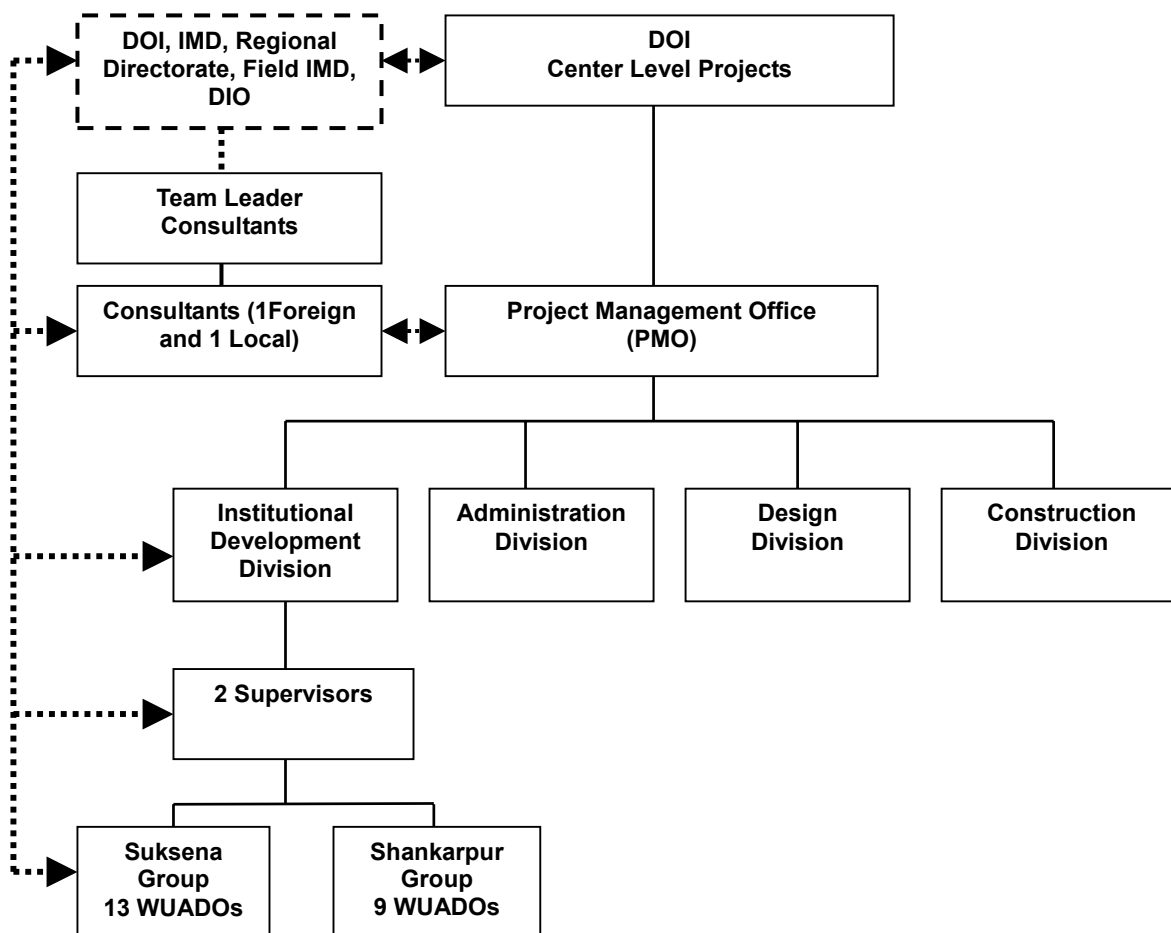 DOI, IMD, Regional
Directorate, Field IMD,
DIO
DOI
Center Level Projects
Team Leader
Consultants
Consultants (1Foreign
and 1 Local)
Project Management Office
(PMO)
Institutional
Development
Division
Administration
Division
Design
Division
Construction
Division
2 Supervisors
Suksena
Group
13 WUADOs
Shankarpur
Group
9 WUADOs